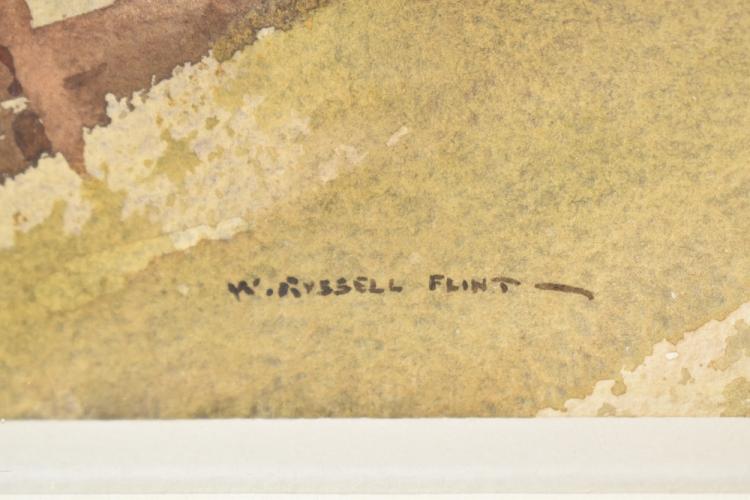 W. RUSSELL FLINT —